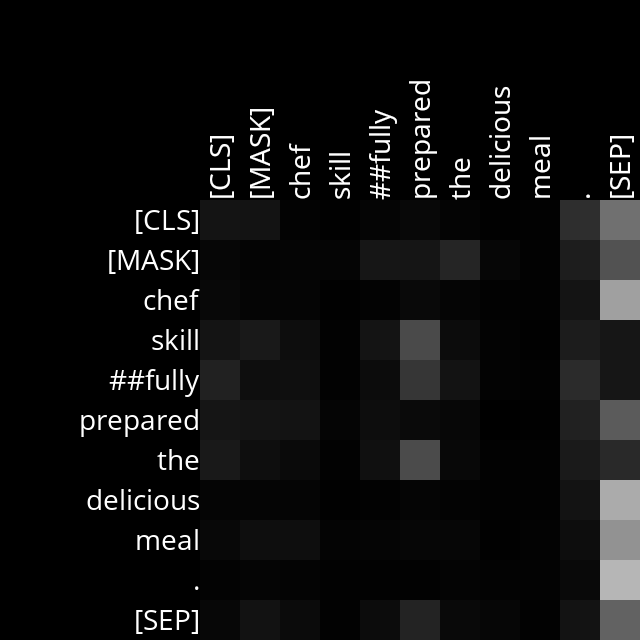 [CLS] [MASK] chef skill ##fully prepared the delicious meal . [SEP]
[CLS]
[MASK]
chef
skill
##fully
prepared
the
delicious
meal
.
[SEP]